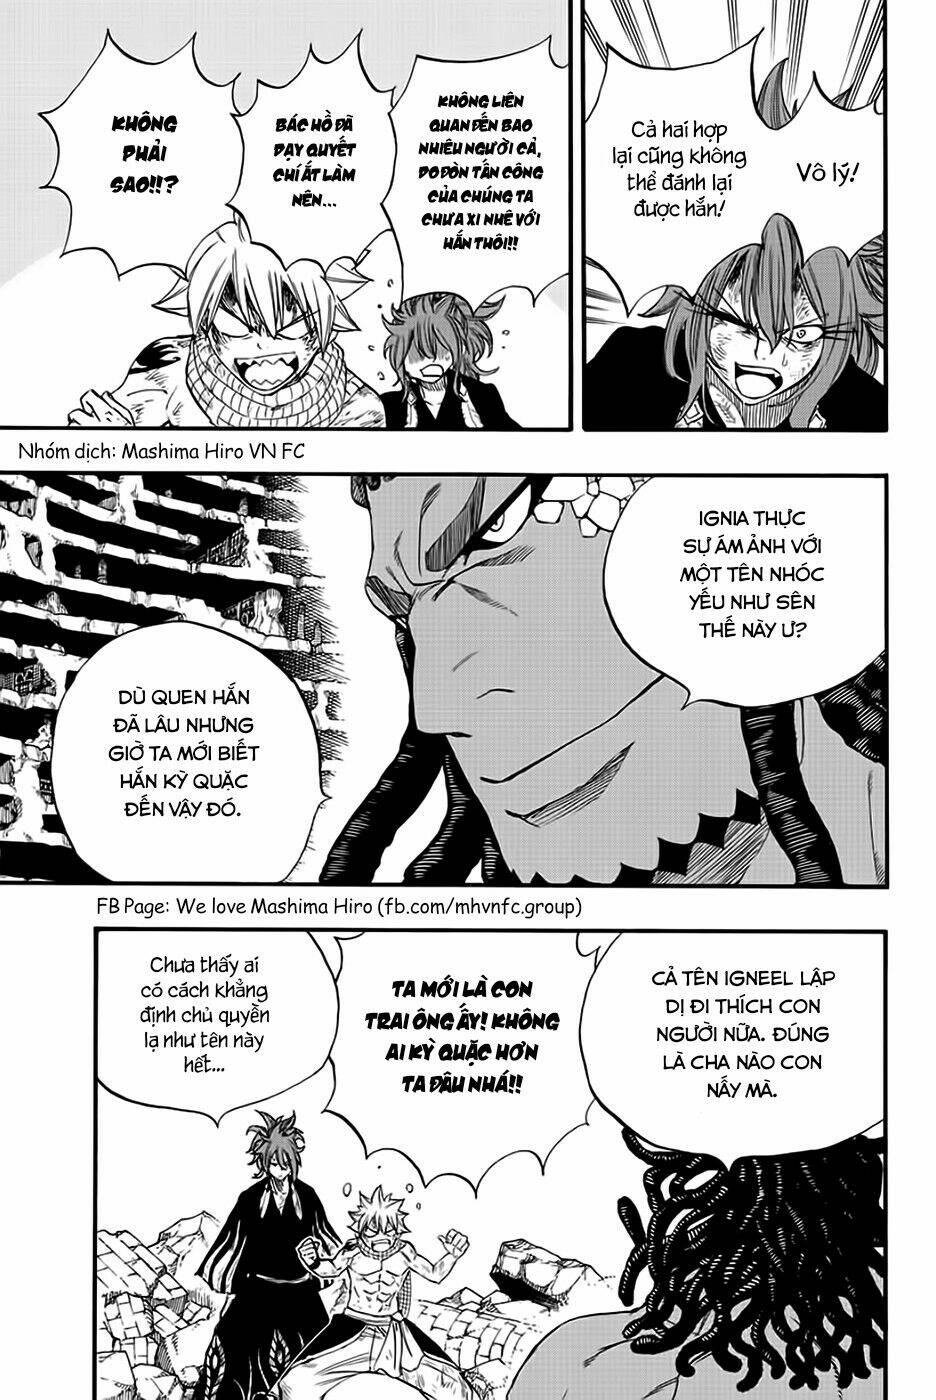 Vô lý!
Cả hai hợp
lại cũng không
thể đánh lại
được hắn!
KHÔNG LIÊN
QUAN ĐẾN BAO
NHIÊU NGƯỜI CẢ,
DO ĐÒN TẤN CÔNG
CỦA CHÚNG TA
CHƯA XI NHÊ VỚI
HẮN THÔI!!
BÁC HỒ ĐÃ
DẠY QUYẾT
CHÍ ẮT LÀM
NÊN...
KHÔNG
PHẢI
SAO!!?
Nhóm dịch: Mashima Hiro VN FC
IGNIA THỰC
SỰ ÁM ẢNH VỚI
MỘT TÊN NHÓC
YẾU NHƯ SÊN
THẾ NÀY Ư?
DÙ QUEN HẮN
ĐÃ LÂU NHƯNG
GIỜ TA MỚI BIẾT
HẮN KỲ QUẶC
ĐẾN VẬY ĐÓ.
FB Page: We love Mashima Hiro (fb.com/mhvnfc.group)
CẢ TÊN IGNEEL LẬP
DỊ ĐI THÍCH CON
NGƯỜI NỮA. ĐÚNG
LÀ CHA NÀO CON
NẤY MÀ.
TA MỚI LÀ CON
TRAI ÔNG ẤY! KHÔNG
AI KỲ QUẶC HƠN
TA ĐÂU NHÁ!!
Chưa thấy ai
có cách khẳng
định chủ quyền
lạ như tên này
hết...